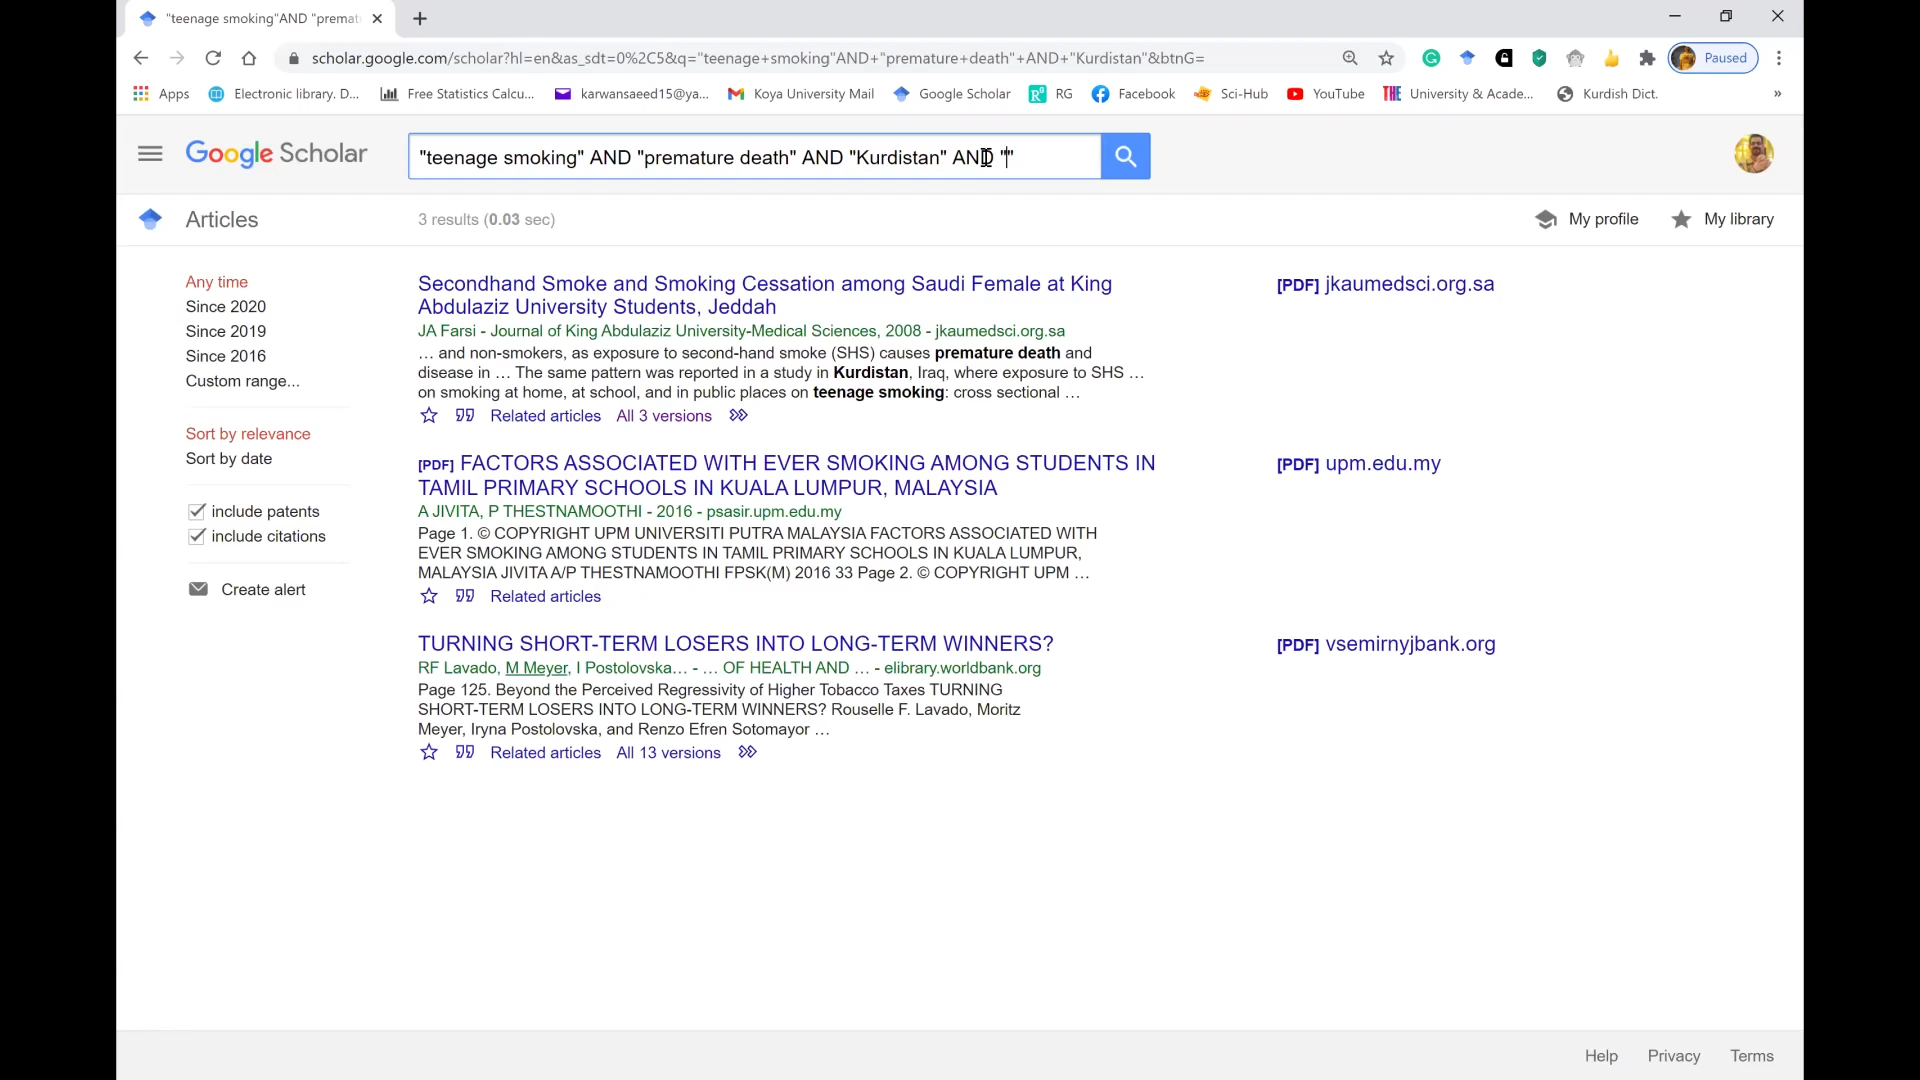 "teenage smoking"AND "premat
scholar.google.com/scholar?hl=en&as_sdt=0%2C5&q="teenage+smoking"AND+"premature+death"+AND+"Kurdistan"&btnG=
Paused
Apps
Electronic library. D...
Free Statistics Calcu...
karwansaeed15@ya...
Koya University Mail
Google Scholar
RG
Facebook
Sci-Hub
YouTube
THE University & Acade...
Kurdish Dict.
»
Google Scholar
"teenage smoking" AND "premature death" AND "Kurdistan" AND ""
Articles
3 results (0.03 sec)
My profile
My library
Any time
Since 2020
Since 2019
Since 2016
Custom range...
Sort by relevance
Sort by date
include patents
include citations
Create alert
Secondhand Smoke and Smoking Cessation among Saudi Female at King
Abdulaziz University Students, Jeddah
JA Farsi - Journal of King Abdulaziz University-Medical Sciences, 2008 - jkaumedsci.org.sa
… and non-smokers, as exposure to second-hand smoke (SHS) causes premature death and
disease in … The same pattern was reported in a study in Kurdistan, Iraq, where exposure to SHS …
on smoking at home, at school, and in public places on teenage smoking: cross sectional …
Related articles All 3 versions
[PDF] jkaumedsci.org.sa
[PDF] FACTORS ASSOCIATED WITH EVER SMOKING AMONG STUDENTS IN
TAMIL PRIMARY SCHOOLS IN KUALA LUMPUR, MALAYSIA
A JIVITA, P THESTNAMOOTHI - 2016 - psasir.upm.edu.my
Page 1. © COPYRIGHT UPM UNIVERSITI PUTRA MALAYSIA FACTORS ASSOCIATED WITH
EVER SMOKING AMONG STUDENTS IN TAMIL PRIMARY SCHOOLS IN KUALA LUMPUR,
MALAYSIA JIVITA A/P THESTNAMOOTHI FPSK(M) 2016 33 Page 2. © COPYRIGHT UPM …
Related articles
[PDF] upm.edu.my
TURNING SHORT-TERM LOSERS INTO LONG-TERM WINNERS?
RF Lavado, M Meyer, I Postolovska… - … OF HEALTH AND … - elibrary.worldbank.org
Page 125. Beyond the Perceived Regressivity of Higher Tobacco Taxes TURNING
SHORT-TERM LOSERS INTO LONG-TERM WINNERS? Rouselle F. Lavado, Moritz
Meyer, Iryna Postolovska, and Renzo Efren Sotomayor …
Related articles All 13 versions
[PDF] vsemirnyjbank.org
Help
Privacy
Terms